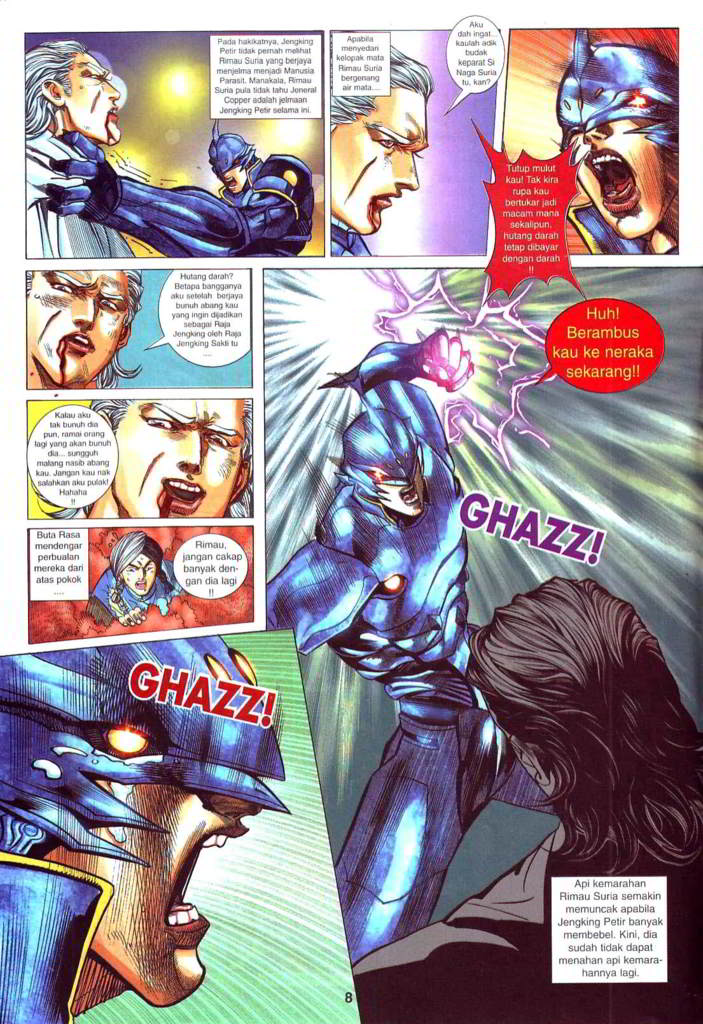 Pada hakikatnya, Jengking
Petir tidak pernah melihat
Rimau Suria yang berjaya
menjelma menjadi Manusia
Parasit. Manakala, Rimau
Suria pula tidak tahu Jeneral
Copper adalah jelmaan
Jengking Petir selama ini.
Apabila
menyedari
kelopak mata
Rimau Suria
bergenang
air mata....
Aku
dah ingat...
kaulah adik
budak
keparat Si
Naga Suria
tu, kan?
Tutup mulut
kau! Tak kira
rupa kau
bertukar jadi
macam mana
sekalipun,
hutang darah
tetap dibayar
dengan darah
!!
Hutang darah?
Betapa bangganya
aku setelah berjaya
bunuh abang kau
yang ingin dijadikan
sebagai Raja
Jengking oleh Raja
Jengking Sakti tu
....
Huh!
Berambus
kau ke neraka
sekarang!!
Kalau aku
tak bunuh dia
pun, ramai orang
lagi yang akan bunuh
dia... sungguh
malang nasib abang
kau. Jangan kau nak
salahkan aku pulak!
Hahaha
!!
Buta Rasa
mendengar
perbualan
mereka dari
atas pokok
....
Rimau,
jangan cakap
banyak den-
gan dia lagi
!!
GHAZZ!
GHAZZ!
Api kemarahan
Rimau Suria semakin
memuncak apabila
Jengking Petir banyak
membebel. Kini, dia
sudah tidak dapat
menahan api kemara-
hannya lagi.
8